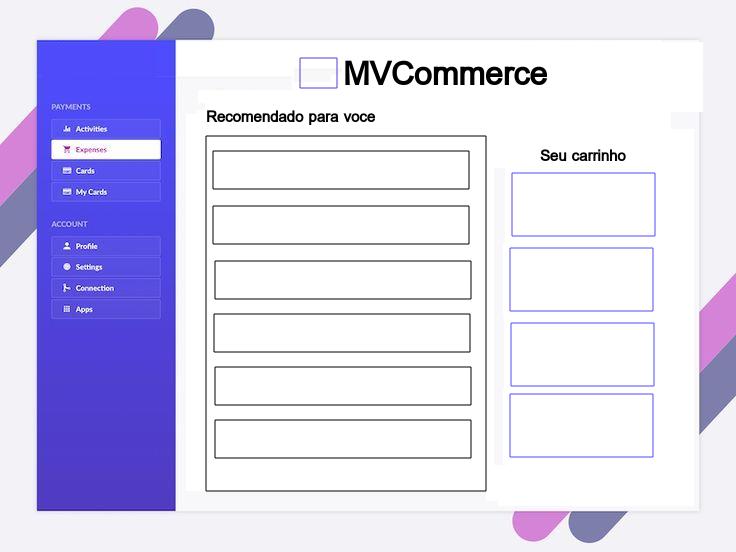 MVCommerce
PAYMENTS
Activities
Expenses
Cards
My Cards
ACCOUNT
Profile
Settings
Connection
Apps
Recomendado para voce
Seu carrinho